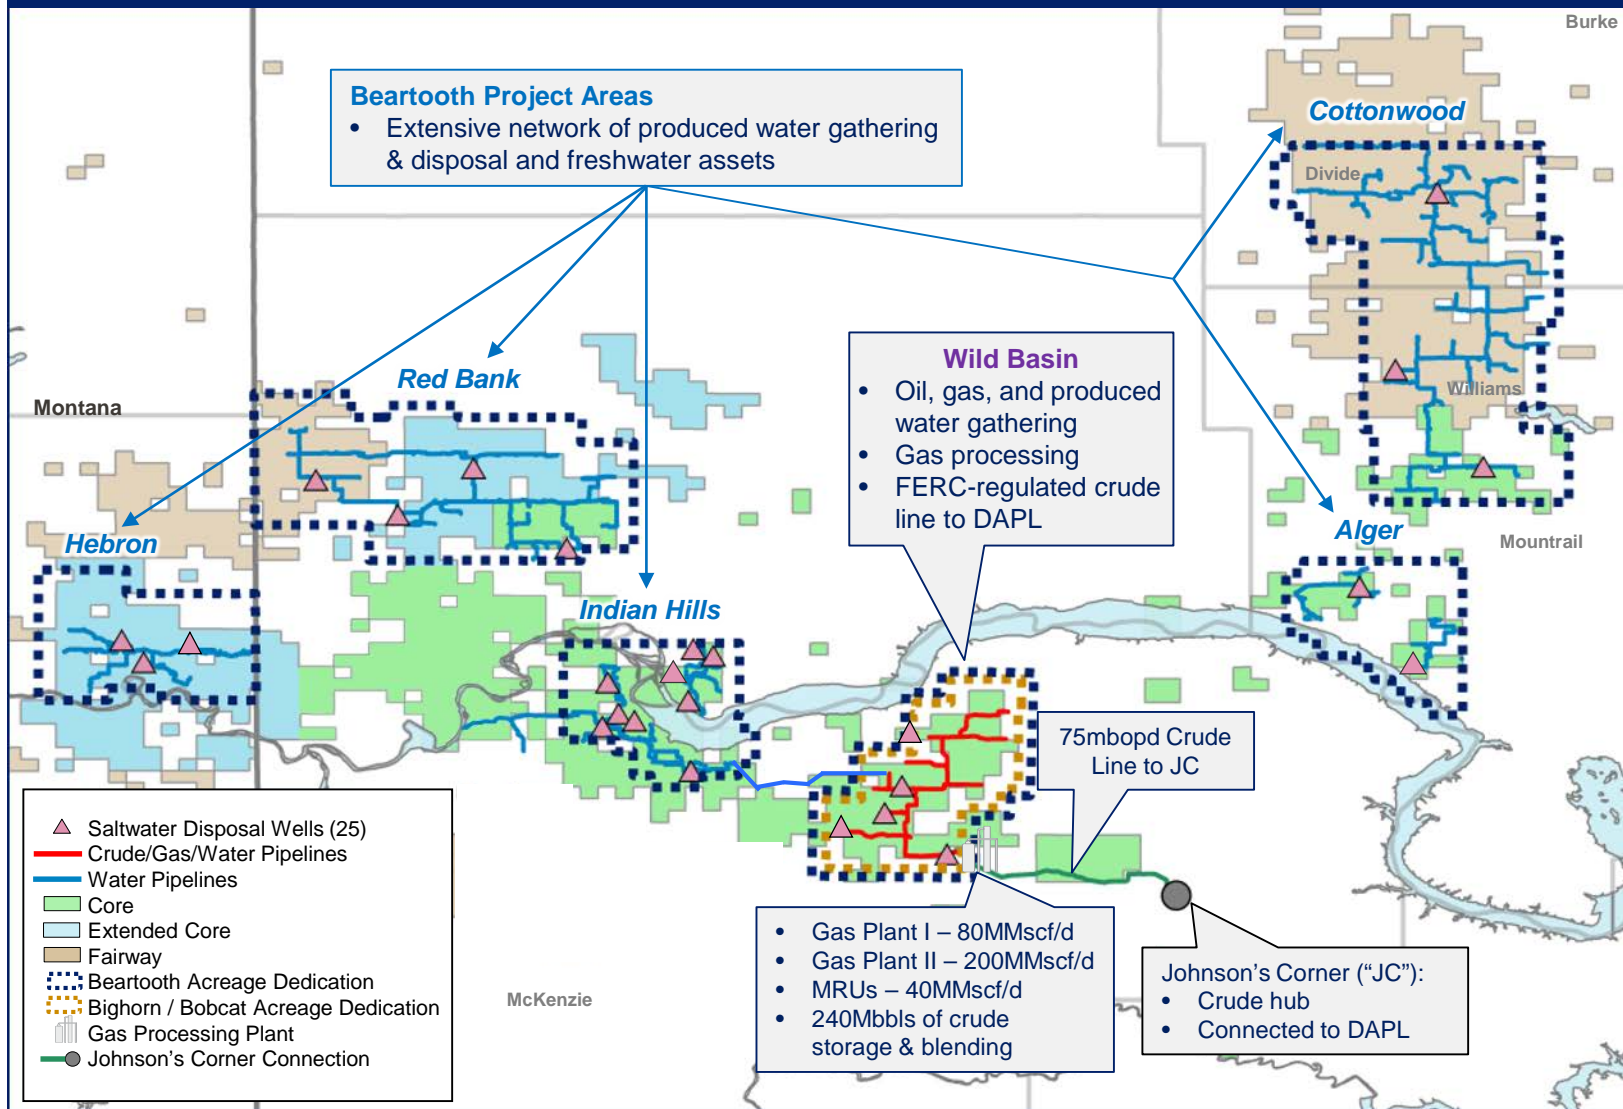 Burke
Beartooth Project Areas
• Extensive network of produced water gathering
& disposal and freshwater assets
Cottonwood
Divide
Wild Basin
• Oil, gas, and produced
water gathering
• Gas processing
• FERC-regulated crude
line to DAPL
Red Bank
Montana
Williams
Hebron
Alger
Mountrail
Indian Hills
75mbopd Crude
Line to JC
Saltwater Disposal Wells (25)
Crude/Gas/Water Pipelines
Water Pipelines
Core
Extended Core
Fairway
Beartooth Acreage Dedication
Bighorn / Bobcat Acreage Dedication
Gas Processing Plant
Johnson's Corner Connection
McKenzie
• Gas Plant I – 80MMscf/d
• Gas Plant II – 200MMscf/d
• MRUs – 40MMscf/d
• 240Mbbls of crude
storage & blending
Johnson's Corner (“JC”):
• Crude hub
• Connected to DAPL